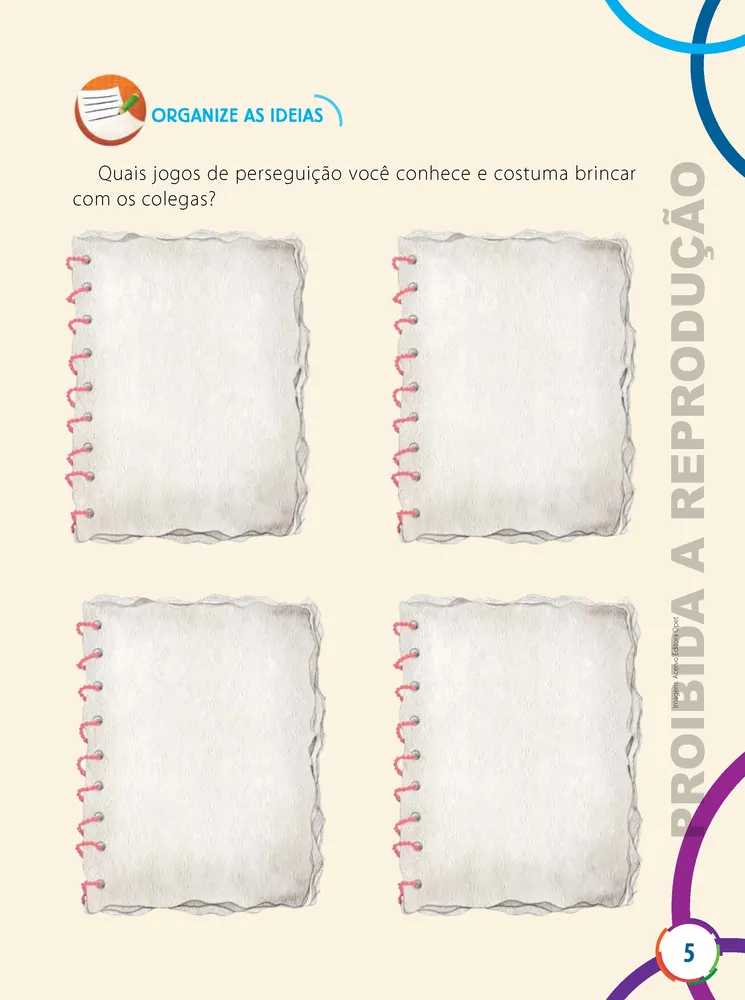 ORGANIZE AS IDEIAS
Quais jogos de perseguição você conhece e costuma brincar
com os colegas?
PROIBIDA A REPRODUÇÃO
Imagens: Acervo Editora Opet
5